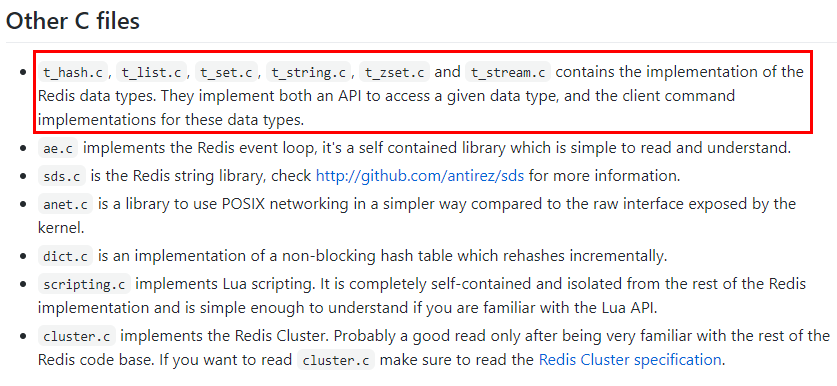 Other C files
• t_hash.c, t_list.c, t_set.c, t_string.c, t_zset.c and t_stream.c contains the implementation of the
Redis data types. They implement both an API to access a given data type, and the client command
implementations for these data types.
• ae.c implements the Redis event loop, it's a self contained library which is simple to read and understand.
• sds.c is the Redis string library, check http://github.com/antirez/sds for more information.
• anet.c is a library to use POSIX networking in a simpler way compared to the raw interface exposed by the
kernel.
• dict.c is an implementation of a non-blocking hash table which rehashes incrementally.
• scripting.c implements Lua scripting. It is completely self-contained and isolated from the rest of the Redis
implementation and is simple enough to understand if you are familiar with the Lua API.
• cluster.c implements the Redis Cluster. Probably a good read only after being very familiar with the rest of the
Redis code base. If you want to read cluster.c make sure to read the Redis Cluster specification.